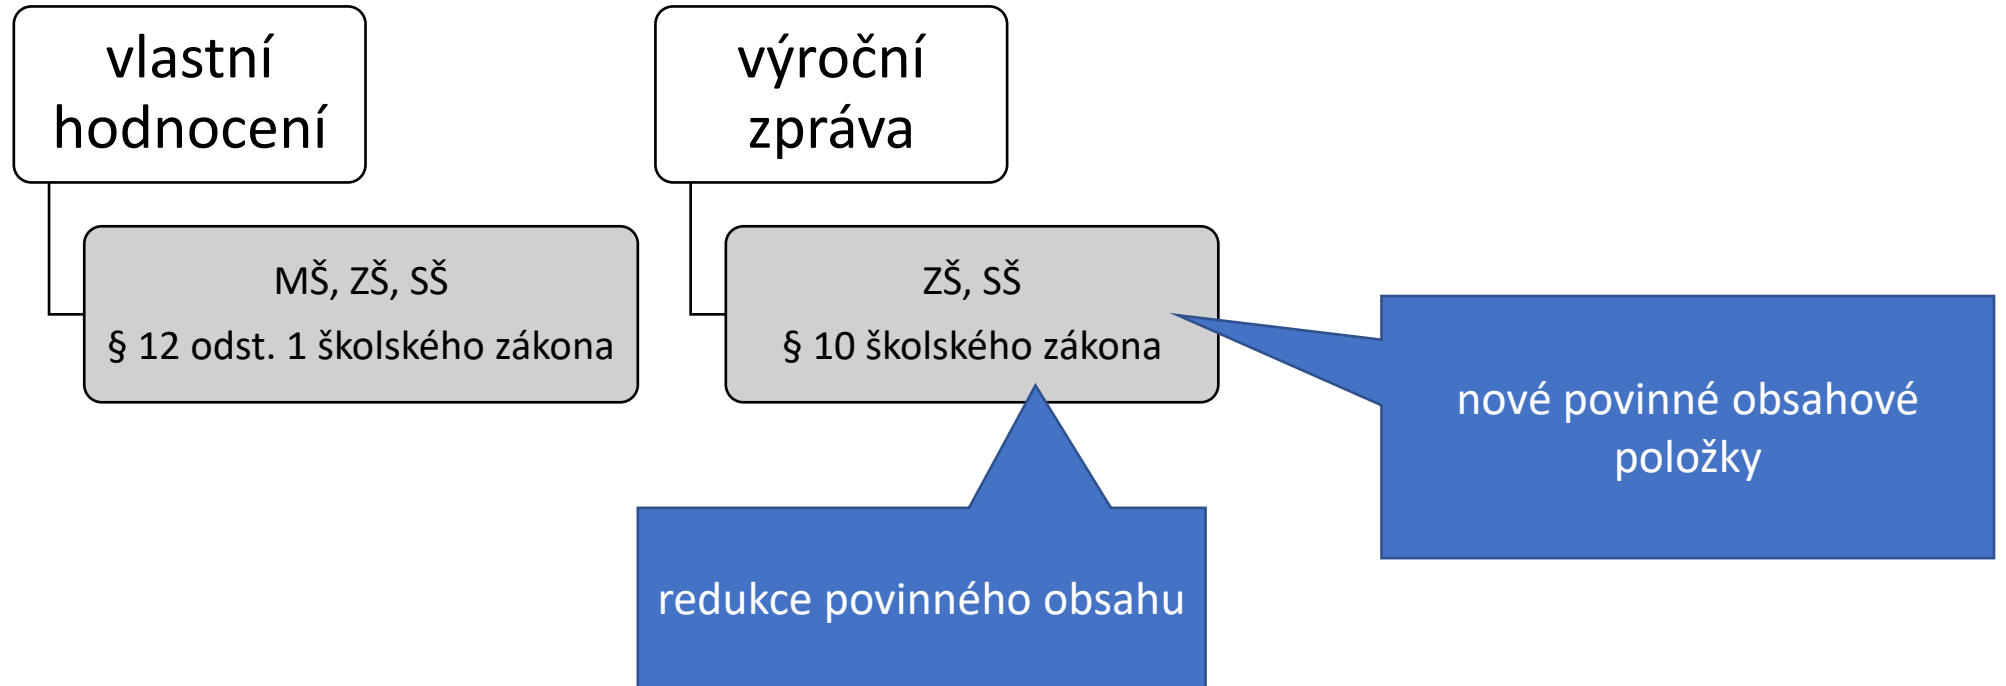 vlastní
hodnocení
výroční
zpráva
MŠ, ZŠ, SŠ
§ 12 odst. 1 školského zákona
ZŠ, SŠ
§ 10 školského zákona
nové povinné obsahové
položky
redukce povinného obsahu